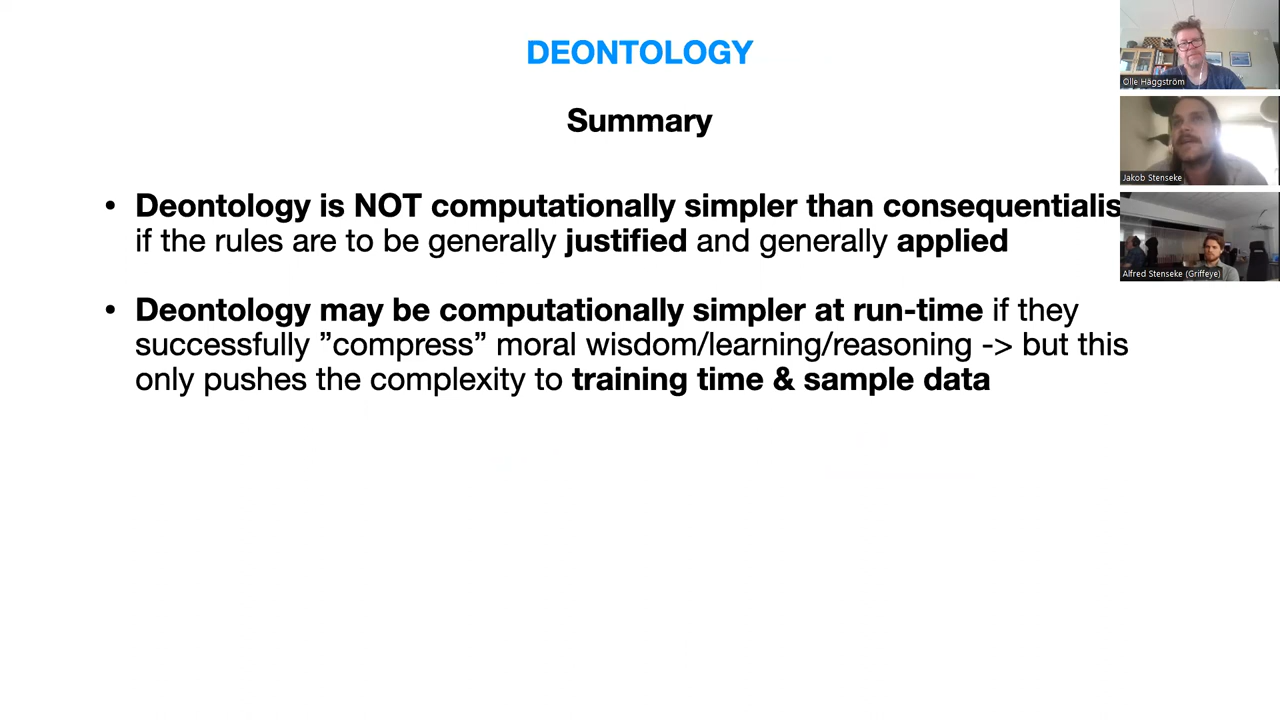 DEONTOLOGY
Summary
• Deontology is NOT computationally simpler than consequentialis
if the rules are to be generally justified and generally applied
• Deontology may be computationally simpler at run-time if they
successfully ”compress” moral wisdom/learning/reasoning -> but this
only pushes the complexity to training time & sample data
Olle Häggström
Jakob Stenseke
Alfred Stenseke (Griffeye)